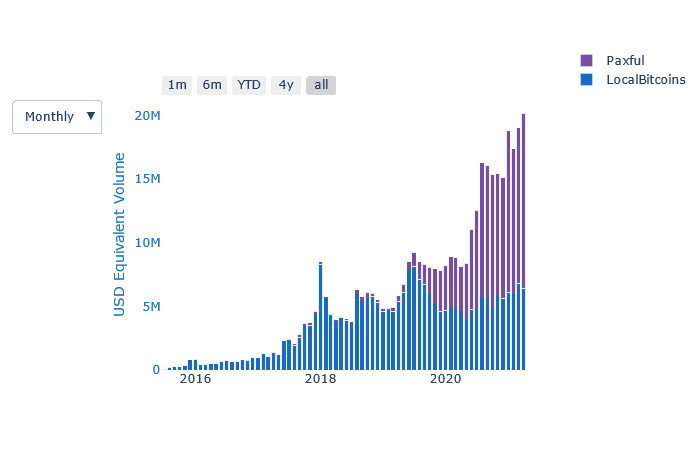 Paxful
LocalBitcoins
1m 6m YTD 4y all
Monthly ▼
20M
15M
10M
5M
0
USD Equivalent Volume
2016 2018 2020